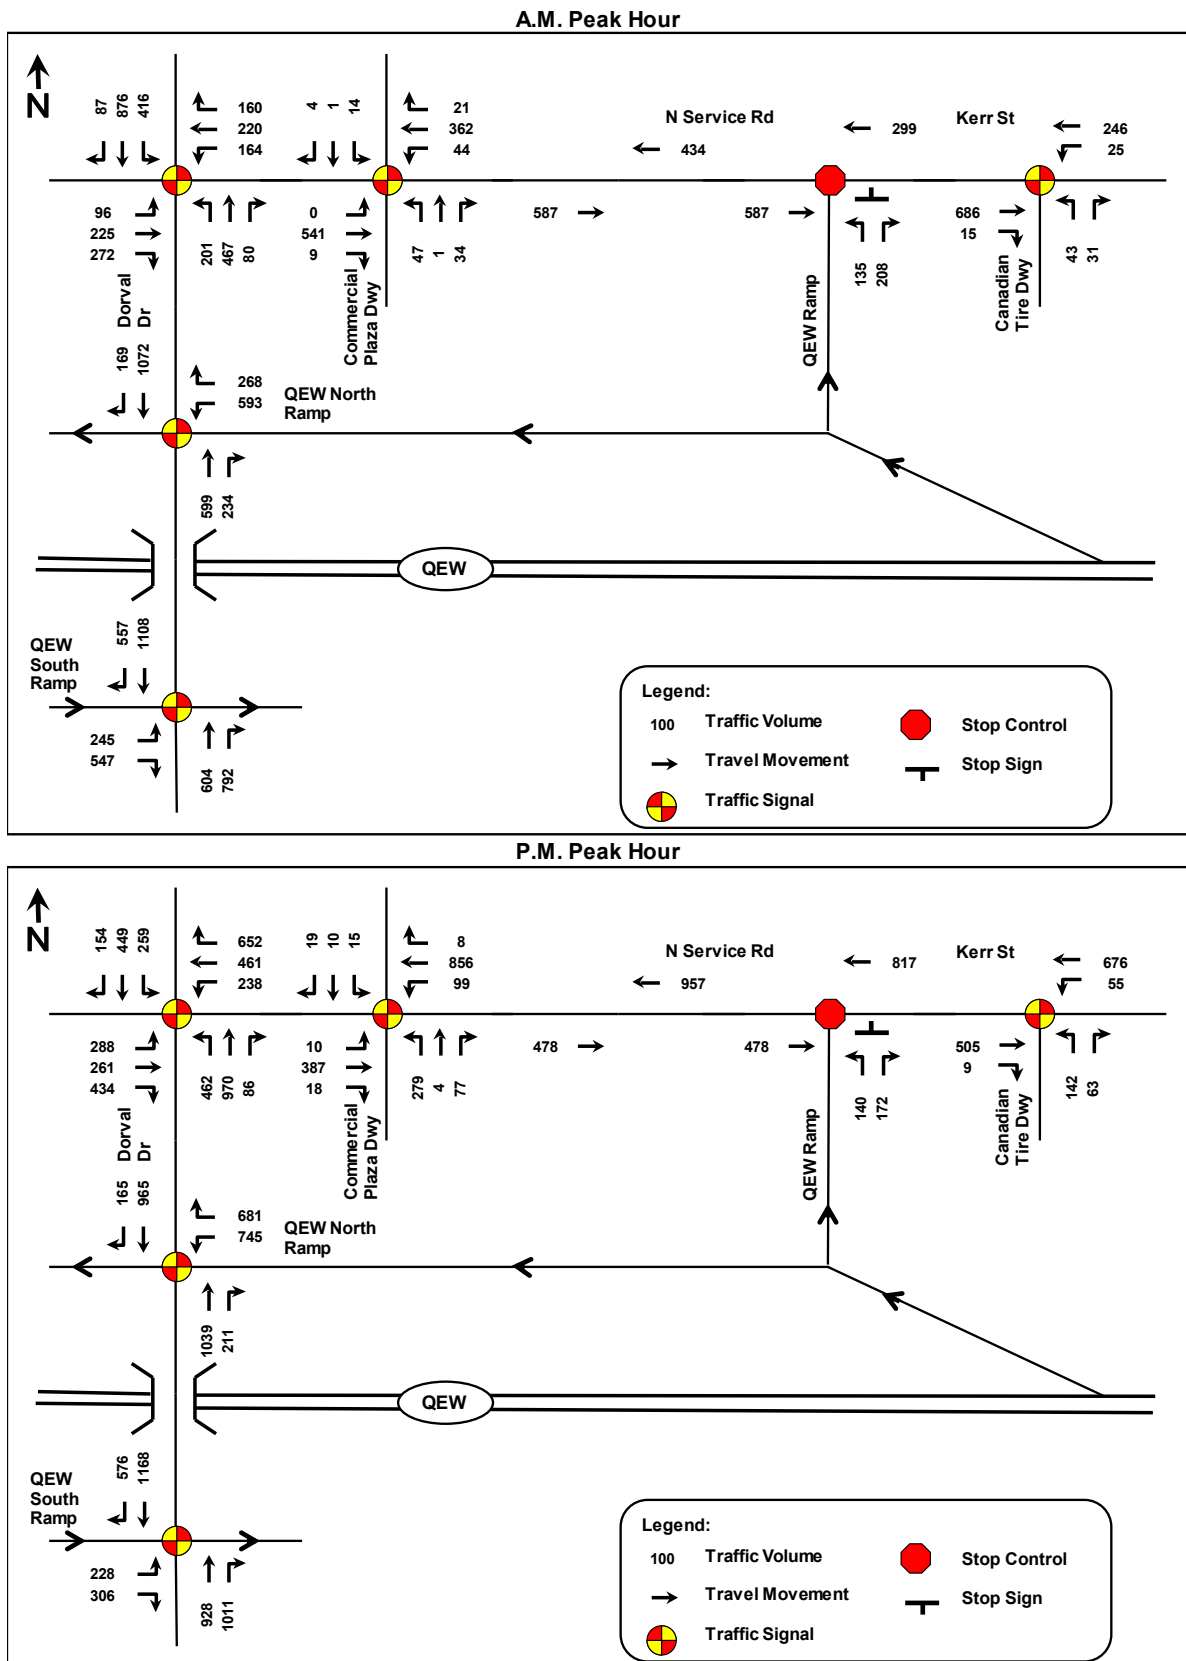 A.M. Peak Hour
N
87 876 416
160
220
164
4 1 14
21
362
44
N Service Rd
434
299
Kerr St
246
25
96
225
272
201 467 80
0
541
9
47 1 34
587
587
135 208
686
15
43 31
Dorval
Dr
Commercial
Plaza Dwy
QEW Ramp
Canadian
Tire Dwy
169 1072
268
593
QEW North
Ramp
599 234
QEW
557 1108
QEW
South
Ramp
245
547
604 792
Legend:
100 Traffic Volume
Stop Control
Travel Movement
Stop Sign
Traffic Signal
P.M. Peak Hour
N
154 449 259
652
461
238
19 10 15
8
856
99
N Service Rd
957
817
Kerr St
676
55
288
261
434
462 970 86
10
387
18
279 4 77
478
478
140 172
505
9
142 63
Dorval
Dr
Commercial
Plaza Dwy
QEW Ramp
Canadian
Tire Dwy
165 965
681
745
QEW North
Ramp
1039 211
QEW
576 1168
QEW
South
Ramp
228
306
928 1011
Legend:
100 Traffic Volume
Stop Control
Travel Movement
Stop Sign
Traffic Signal